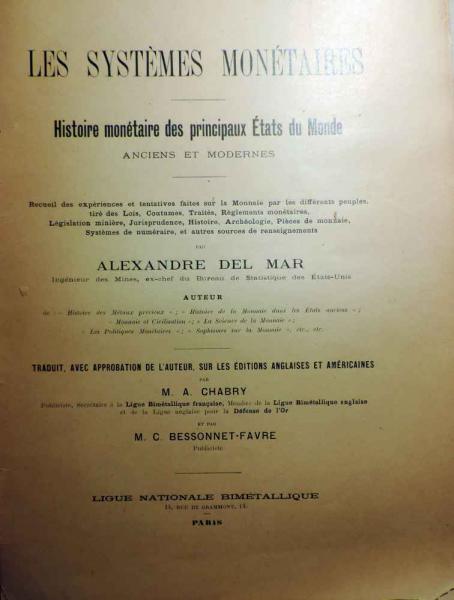 LES SYSTÈMES MONÉTAIRES
Histoire monétaire des principaux États du Monde
ANCIENS ET MODERNES
Recueil des expériences et tentatives faites sur la Monnaie par les différents peuples,
tiré des Lois, Coutumes, Traités, Règlements monétaires,
Législation minière, Jurisprudence, Histoire, Archéologie, Pièces de monnaie,
Systèmes de numéraire, et autres sources de renseignements
PAR
ALEXANDRE DEL MAR
Ingénieur des Mines, ex-chef du Bureau de Statistique des États-Unis
AUTEUR
de : « Histoire des Métaux précieux » ; « Histoire de la Monnaie dans les États anciens » ;
« Monnaie et Civilisation » ; « La Science de la Monnaie » ;
« Les Politiques Monétaires » ; « Sophismes sur la Monnaie », etc., etc.
TRADUIT, AVEC APPROBATION DE L'AUTEUR, SUR LES ÉDITIONS ANGLAISES ET AMÉRICAINES
PAR
M. A. CHABRY
Publiciste, Secrétaire à la Ligue Bimétallique française, Membre de la Ligue Bimétallique anglaise
et de la Ligue anglaise pour la Défense de l'Or
ET PAR
M. C. BESSONNET-FAVRE
Publiciste
LIGUE NATIONALE BIMÉTALLIQUE
14, RUE DE GRAMMONT, 14
PARIS